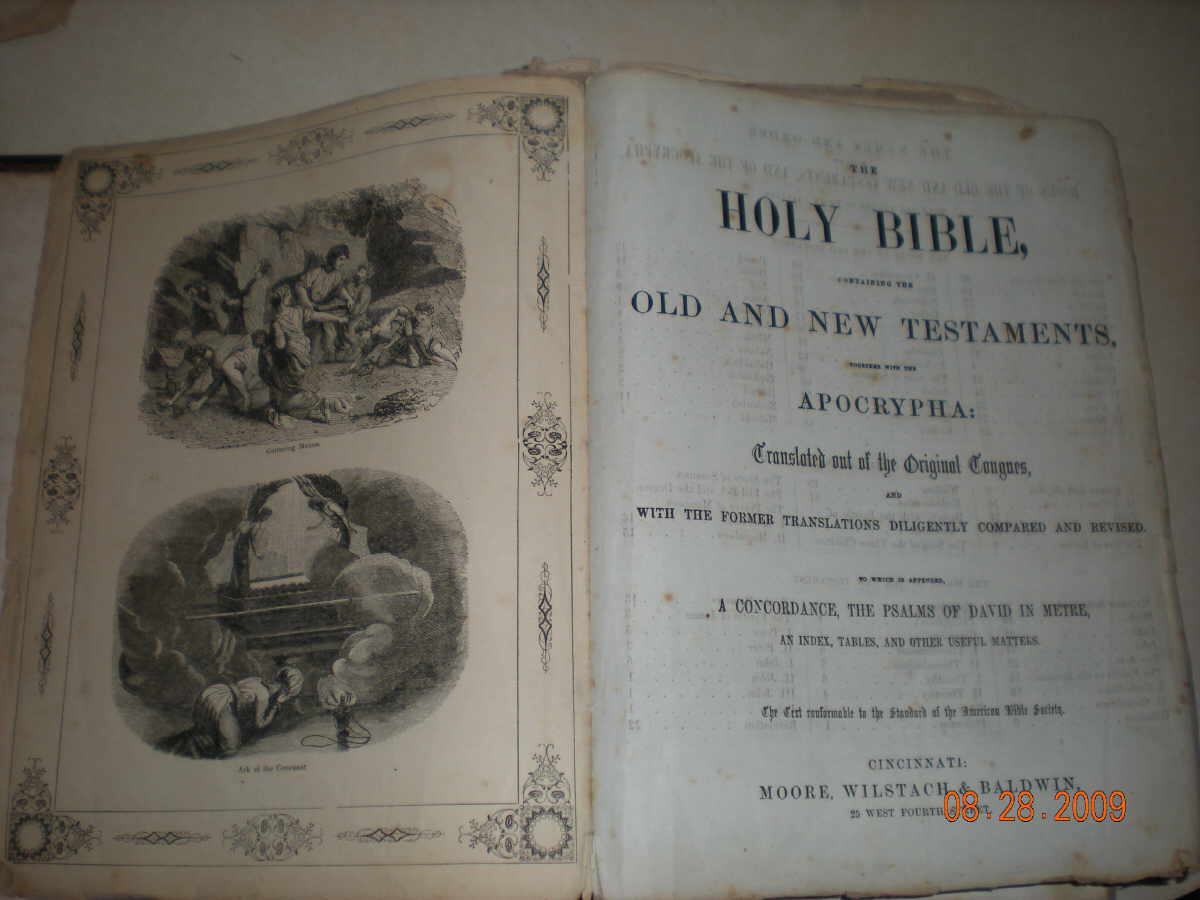 Gathering Manna
Ark of the Covenant
THE
HOLY BIBLE,
CONTAINING THE
OLD AND NEW TESTAMENTS,
TOGETHER WITH THE
APOCRYPHA:
Translated out of the Original Tongues,
AND
WITH THE FORMER TRANSLATIONS DILIGENTLY COMPARED AND REVISED.
TO WHICH IS APPENDED,
A CONCORDANCE, THE PSALMS OF DAVID IN METRE,
AN INDEX, TABLES, AND OTHER USEFUL MATTERS.
The Text conformable to the Standard of the American Bible Society.
CINCINNATI:
MOORE, WILSTACH & BALDWIN,
25 WEST FOURTH STREET.
08.28.2009